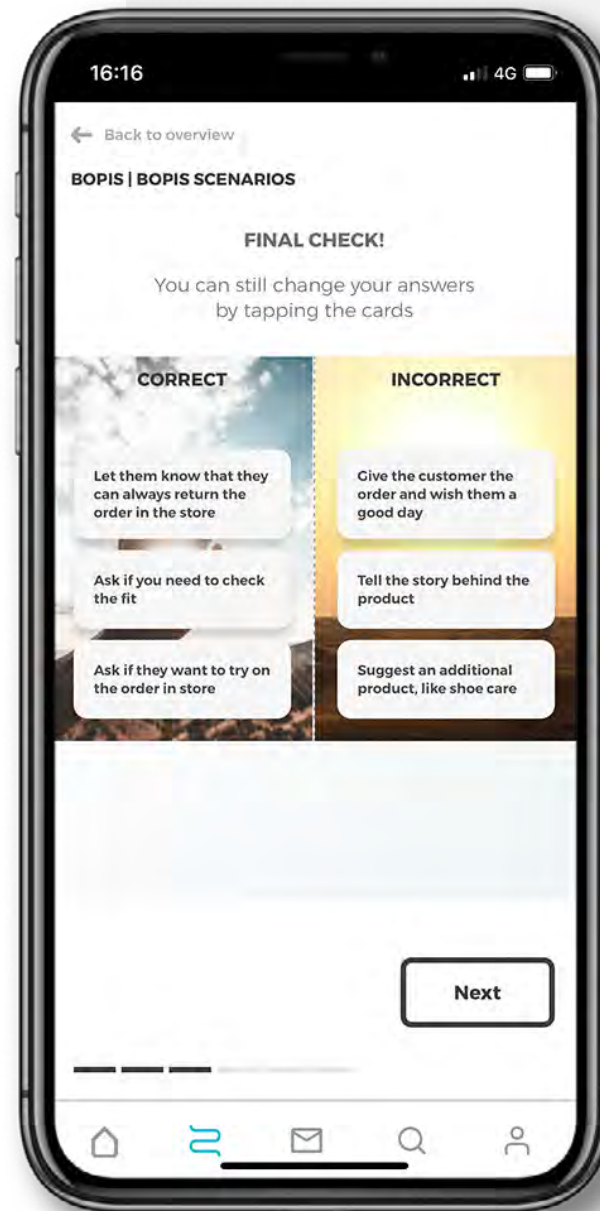 16:16
4G
Back to overview
BOPIS | BOPIS SCENARIOS
FINAL CHECK!
You can still change your answers
by tapping the cards
CORRECT
Let them know that they
can always return the
order in the store
Ask if you need to check
the fit
Ask if they want to try on
the order in store
INCORRECT
Give the customer the
order and wish them a
good day
Tell the story behind the
product
Suggest an additional
product, like shoe care
Next